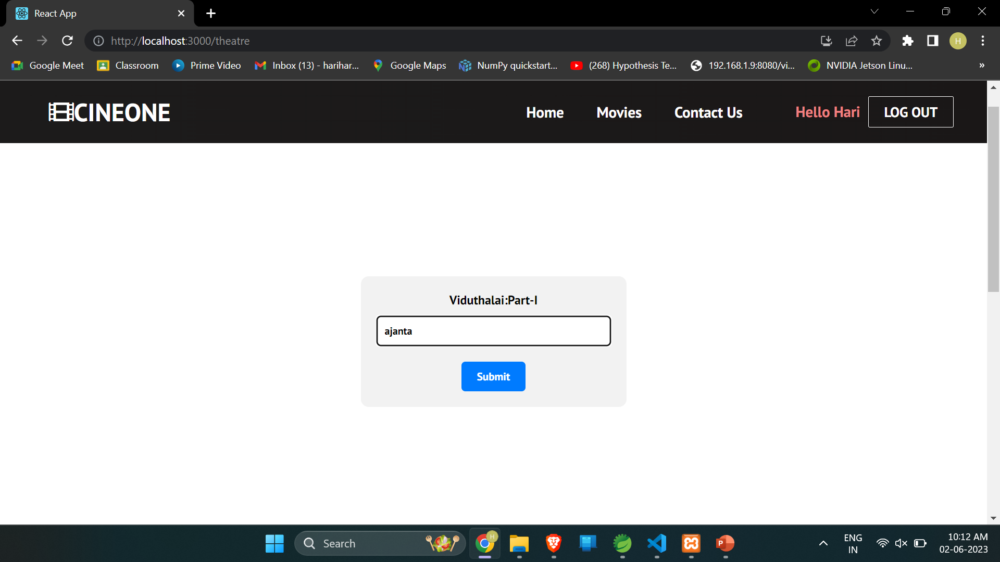 React App
http://localhost:3000/theatre
H
Google Meet
Classroom
Prime Video
Inbox (13) - harihar...
Google Maps
NumPy quickstart...
(268) Hypothesis Te...
192.168.1.9:8080/vi...
NVIDIA Jetson Linu...
»
CINEONE
Home
Movies
Contact Us
Hello Hari
LOG OUT
Viduthalai:Part-I
ajanta
Submit
Search
H
P
ENG
IN
10:12 AM
02-06-2023